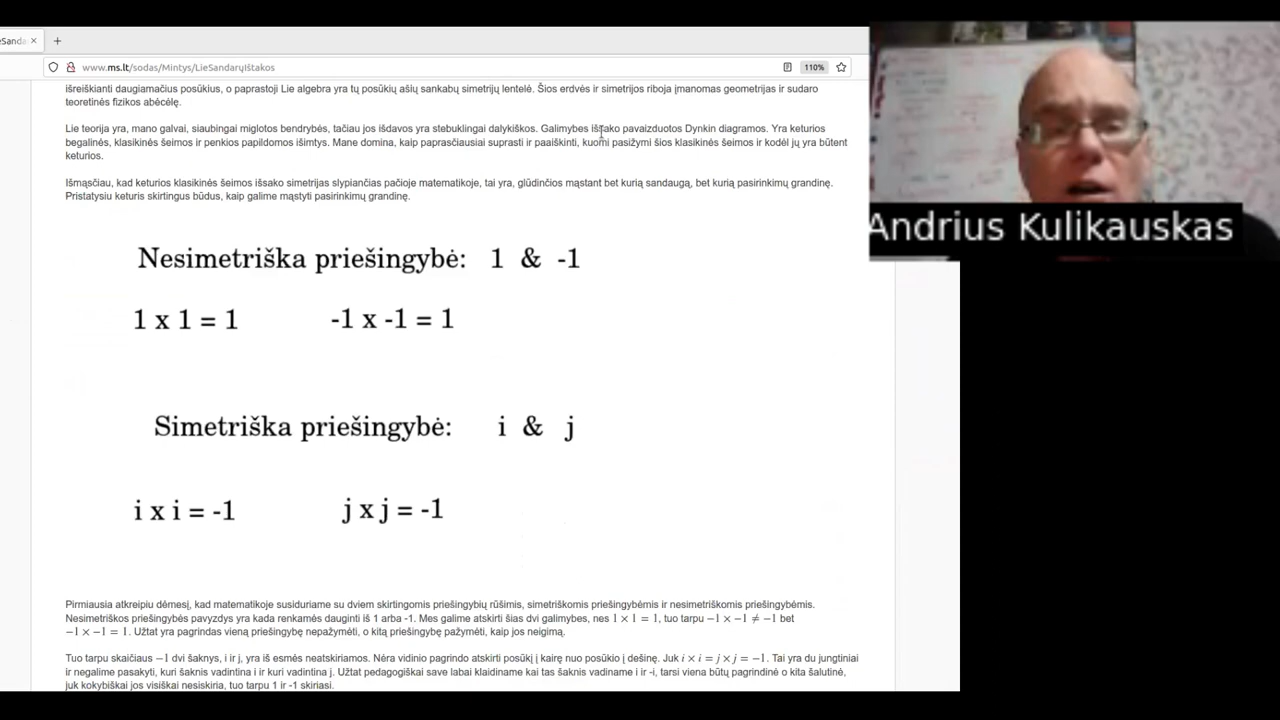 eSanda
www.ms.lt/sodas/Mintys/LieSandarųIštakos
110%
išreiškianti daugiamačius posūkius, o paprastoji Lie algebra yra tų posūkių ašių sankabų simetrijų lentelė. Šios erdvės ir simetrijos riboja įmanomas geometrijas ir sudaro
teoretinės fizikos abėcėlę.
Lie teorija yra, mano galvai, siaubingai miglotos bendrybės, tačiau jos išdavos yra stebuklingai dalykiškos. Galimybes išsako pavaizduotos Dynkin diagramos. Yra keturios
begalinės, klasikinės šeimos ir penkios papildomos išimtys. Mane domina, kaip paprasčiausiai suprasti ir paaiškinti, kuomi pasižymi šios klasikinės šeimos ir kodėl jų yra būtent
keturios.
Išmąsčiau, kad keturios klasikinės šeimos išsako simetrijas slypiančias pačioje matematikoje, tai yra, glūdinčios mąstant bet kurią sandaugą, bet kurią pasirinkimų grandinę.
Pristatysiu keturis skirtingus būdus, kaip galime mąstyti pasirinkimų grandinę.
Nesimetriška priešingybė: 1 & -1
1 x 1 = 1 -1 x -1 = 1
Simetriška priešingybė: i & j
i x i = -1 j x j = -1
Pirmiausia atkreipiu dėmesį, kad matematikoje susiduriame su dviem skirtingomis priešingybių rūšimis, simetriškomis priešingybėmis ir nesimetriškomis priešingybėmis.
Nesimetriškos priešingybės pavyzdys yra kada renkamės dauginti iš 1 arba -1. Mes galime atskirti šias dvi galimybes, nes 1 × 1 = 1, tuo tarpu −1 × −1 ≠ −1 bet
−1 × −1 = 1. Užtat yra pagrindas vieną priešingybę nepažymėti, o kitą priešingybę pažymėti, kaip jos neigimą.
Tuo tarpu skaičiaus −1 dvi šaknys, i ir j, yra iš esmės neatskiriamos. Nėra vidinio pagrindo atskirti posūkį į kairę nuo posūkio į dešinę. Juk i × i = j × j = −1. Tai yra du jungtiniai
ir negalime pasakyti, kuri šaknis vadintina i ir kuri vadintina j. Užtat pedagogiškai save labai klaidiname kai tas šaknis vadiname i ir -i, tarsi viena būtų pagrindinė o kita šalutinė,
juk kokybiškai jos visiškai nesiskiria, tuo tarpu 1 ir -1 skiriasi.
Andrius Kulikauskas